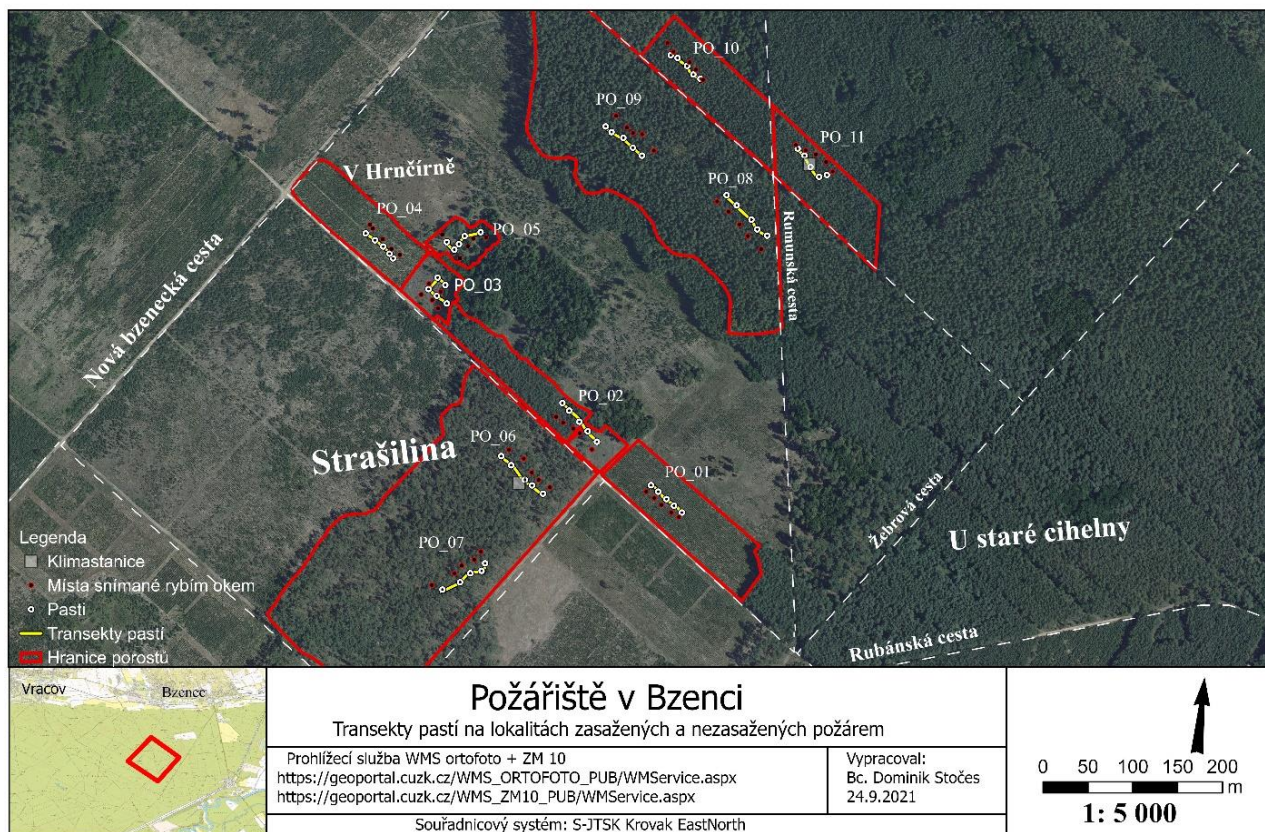 PO_10
PO_09
PO_11
V Hrnčírně
PO_08
PO_04
PO_05
Rumunská cesta
PO_03
Nová bzenecká cesta
PO_02
Strašilina
PO_06
PO_01
Žebrová cesta
U staré cihelny
PO_07
Rubánská cesta
Legenda
Klimastanice
Místa snímané rybím okem
Pasti
Transekty pastí
Hranice porostů
Vracov
Bzenec
Požářiště v Bzenci
Transekty pastí na lokalitách zasažených a nezasažených požárem
Prohlížecí služba WMS ortofoto + ZM 10
https://geoportal.cuzk.cz/WMS_ORTOFOTO_PUB/WMService.aspx
https://geoportal.cuzk.cz/WMS_ZM10_PUB/WMService.aspx
Vypracoval:
Bc. Dominik Stočes
24.9.2021
Souřadnicový systém: S-JTSK Krovak EastNorth
0 50 100 150 200
m
1: 5 000